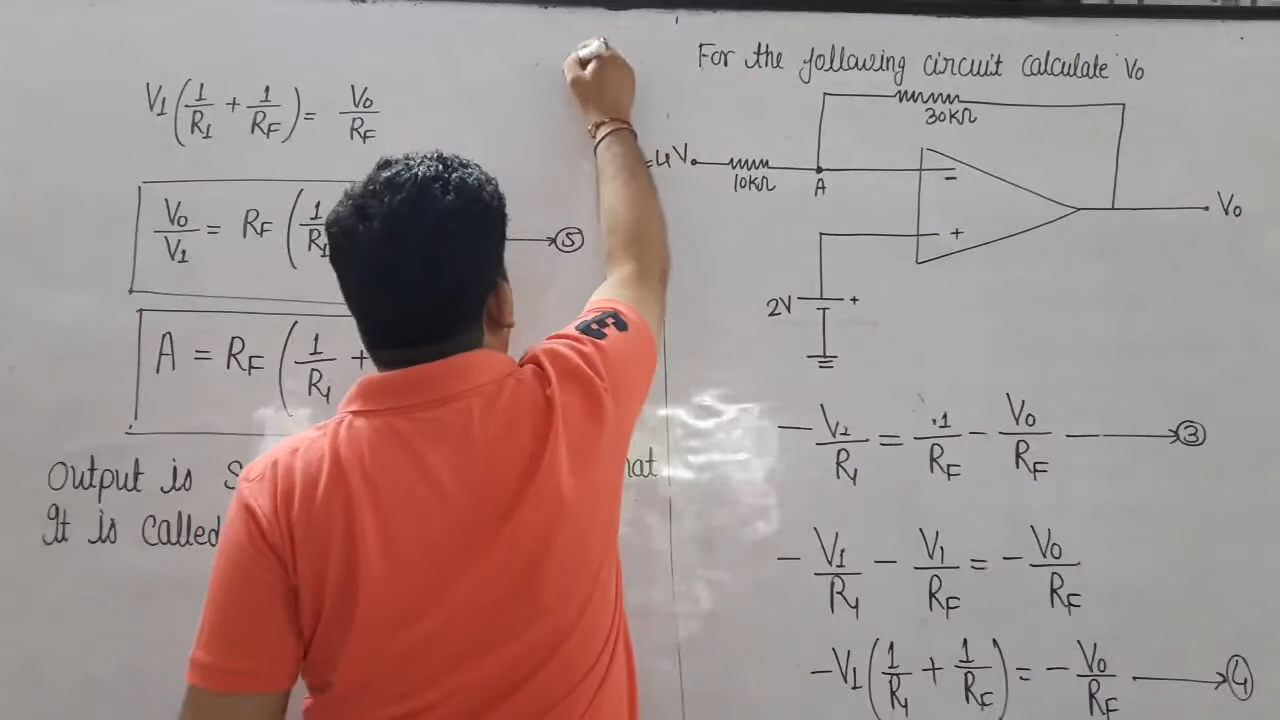 V1(1/R1 + 1/RF) = V0/RF
V0/V1 = RF (1/R1
→ ⑤
A = RF (1/R1 +
Output is
It is called
For the following circuit calculate V0
30KΩ
=4V
10KΩ
A
=
+
V0
2V
+
- V2/R1 = .1/RF - V0/RF → ③
- V1/R1 - V1/RF = - V0/RF
-V1(1/R1 + 1/RF) = - V0/RF → ④